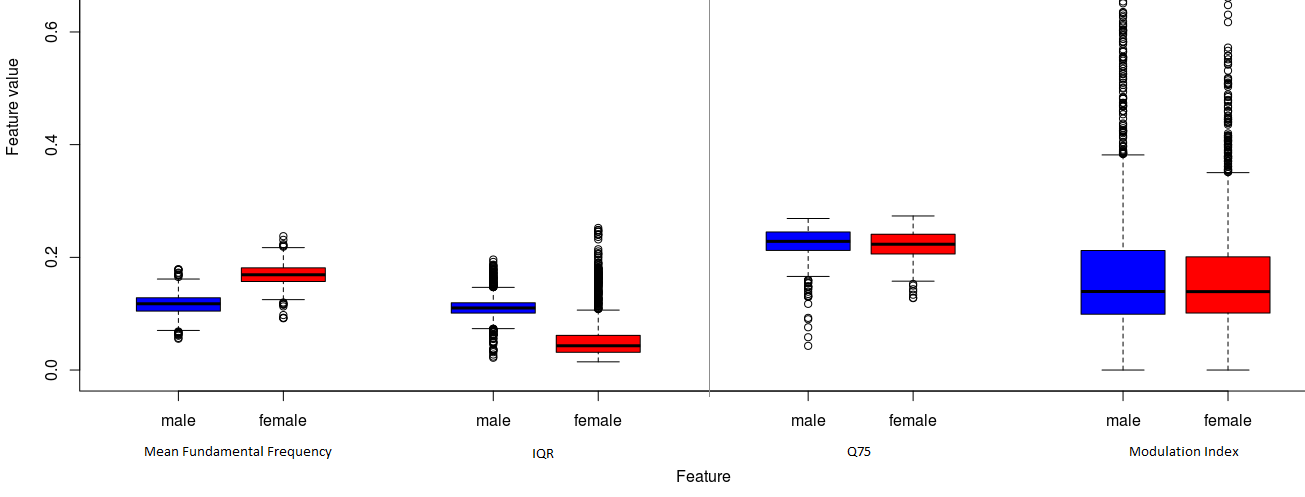 Feature value
0.6
0.4
0.2
0.0
male female male female male female male female
Mean Fundamental Frequency IQR Q75 Modulation Index
Feature